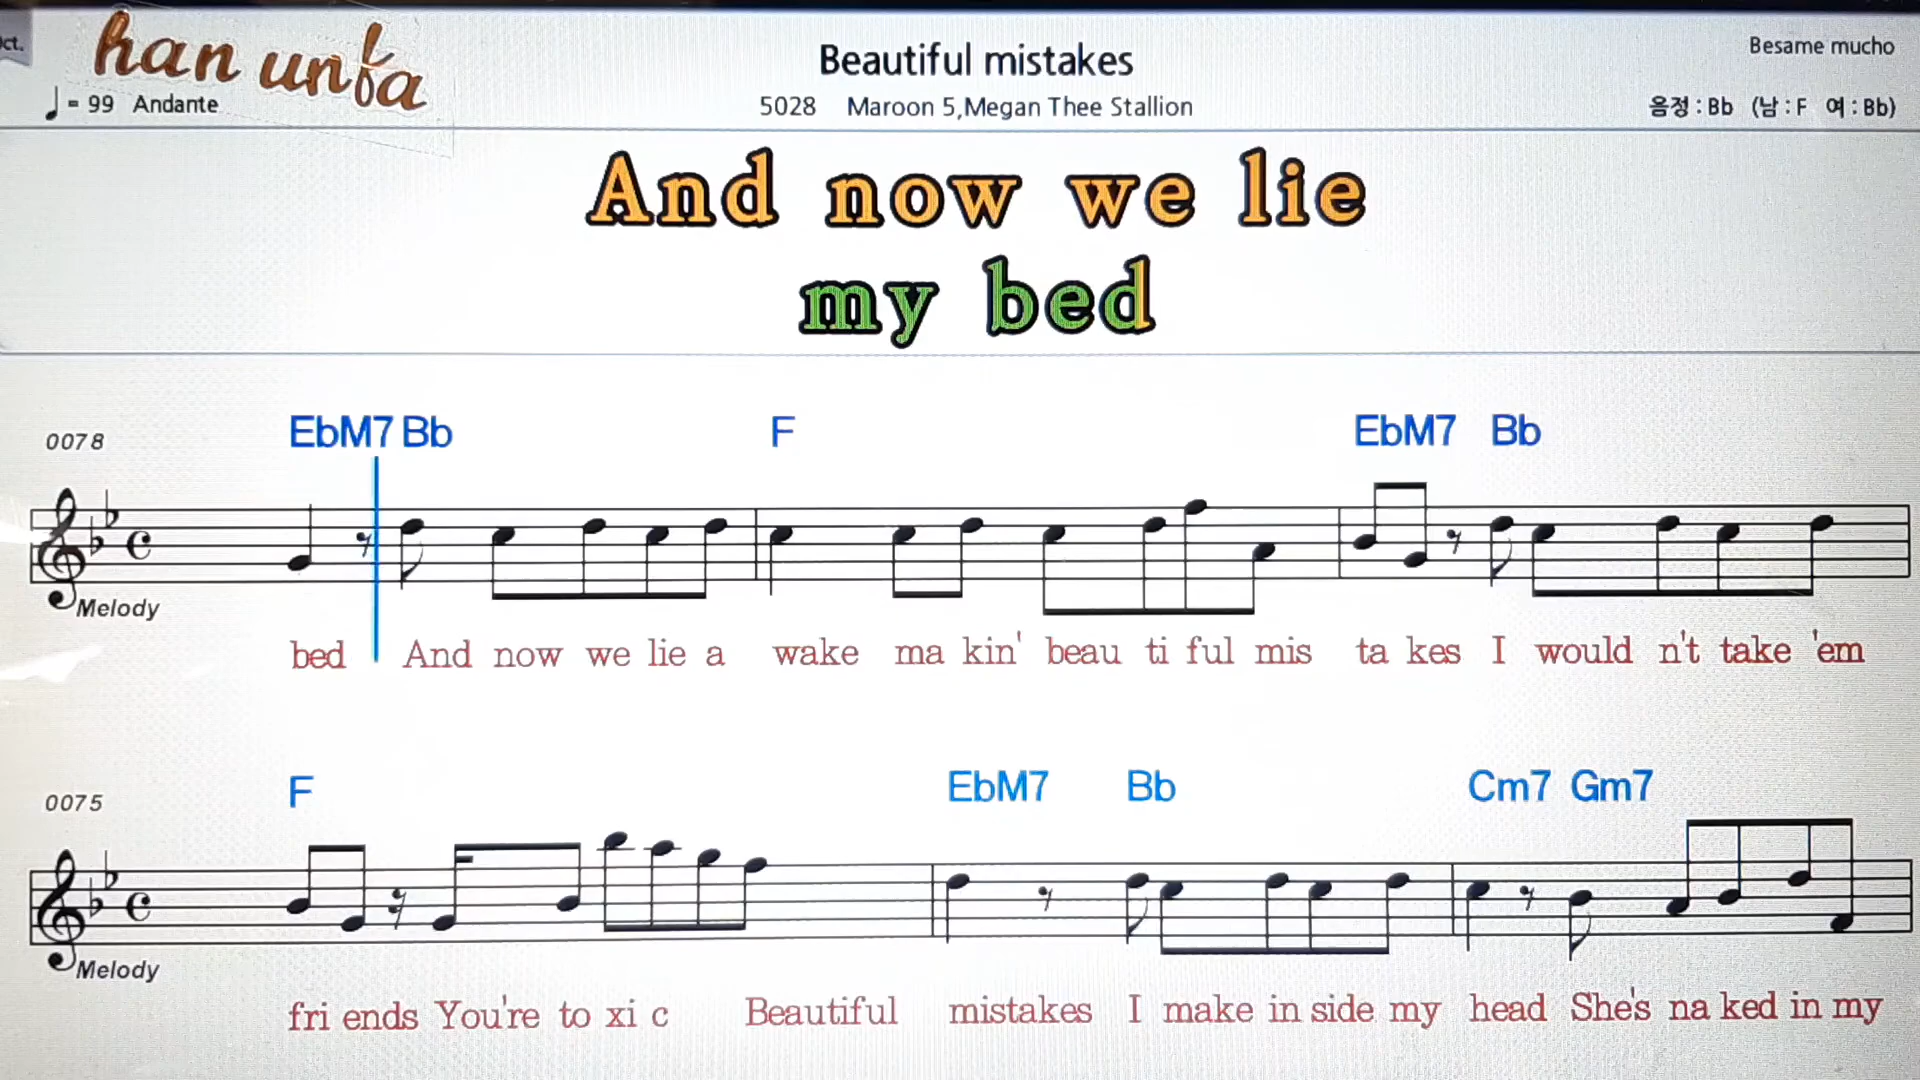 ct.
han unfa
Beautiful mistakes
Besame mucho
= 99 Andante
5028 Maroon 5,Megan Thee Stallion
음정 : Bb (남 : F 여 : Bb)
And now we lie
my bed
0078
EbM7 Bb F EbM7 Bb
Melody
bed And now we lie a wake ma kin' beau ti ful mis ta kes I would n't take 'em
0075
F EbM7 Bb Cm7 Gm7
Melody
fri ends You're to xi c Beautiful mistakes I make in side my head She's na ked in my